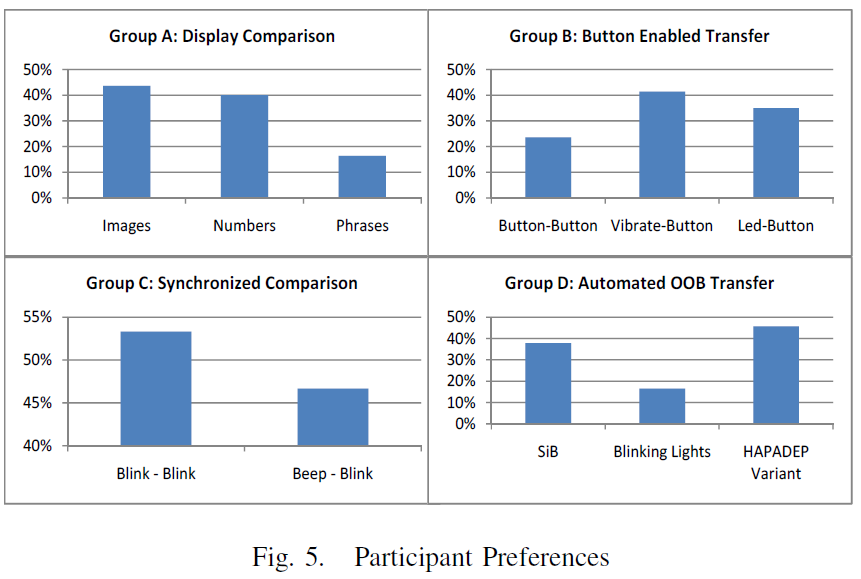 Group A: Display Comparison
50%
40%
30%
20%
10%
0%
Images Numbers Phrases
Group B: Button Enabled Transfer
50%
40%
30%
20%
10%
0%
Button-Button Vibrate-Button Led-Button
Group C: Synchronized Comparison
55%
50%
45%
40%
Blink - Blink Beep - Blink
Group D: Automated OOB Transfer
50%
40%
30%
20%
10%
0%
SiB Blinking Lights HAPADEP
Variant
Fig. 5. Participant Preferences